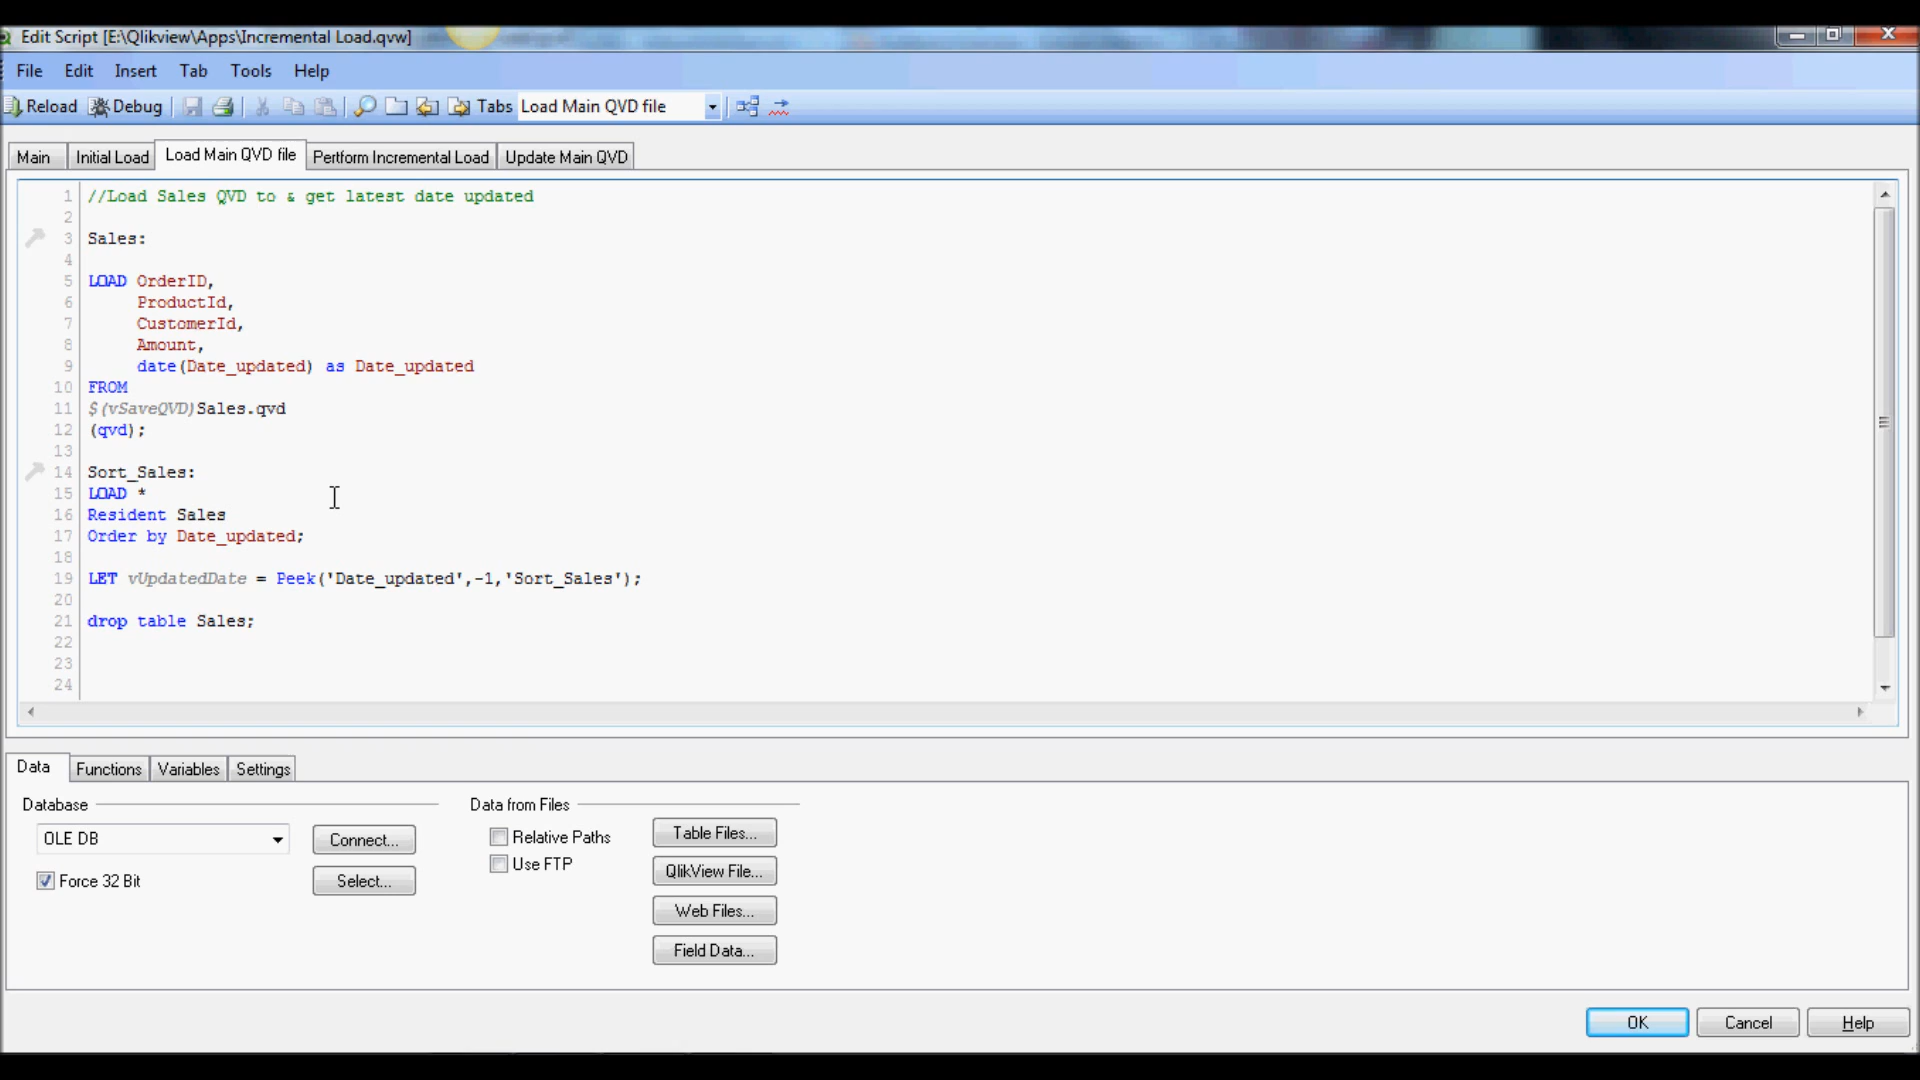 Edit Script [E:\Qlikview\Apps\Incremental Load.qvw]
File Edit Insert Tab Tools Help
Reload Debug Tabs Load Main QVD file
Main Initial Load Load Main QVD file Pertform Incremental Load Update Main QVD
1 //Load Sales QVD to & get latest date updated
2
3 Sales:
4
5 LOAD OrderID,
6 ProductId,
7 CustomerId,
8 Amount,
9 date(Date_updated) as Date_updated
10 FROM
11 $(vSaveQVD)Sales.qvd
12 (qvd);
13
14 Sort_Sales:
15 LOAD *
16 Resident Sales
17 Order by Date_updated;
18
19 LET vUpdatedDate = Peek('Date_updated',-1,'Sort_Sales');
20
21 drop table Sales;
22
23
24
Data Functions Variables Settings
Database
OLE DB Connect...
Force 32 Bit Select...
Data from Files
Relative Paths Table Files...
Use FTP QlikView File...
Web Files...
Field Data...
OK Cancel Help